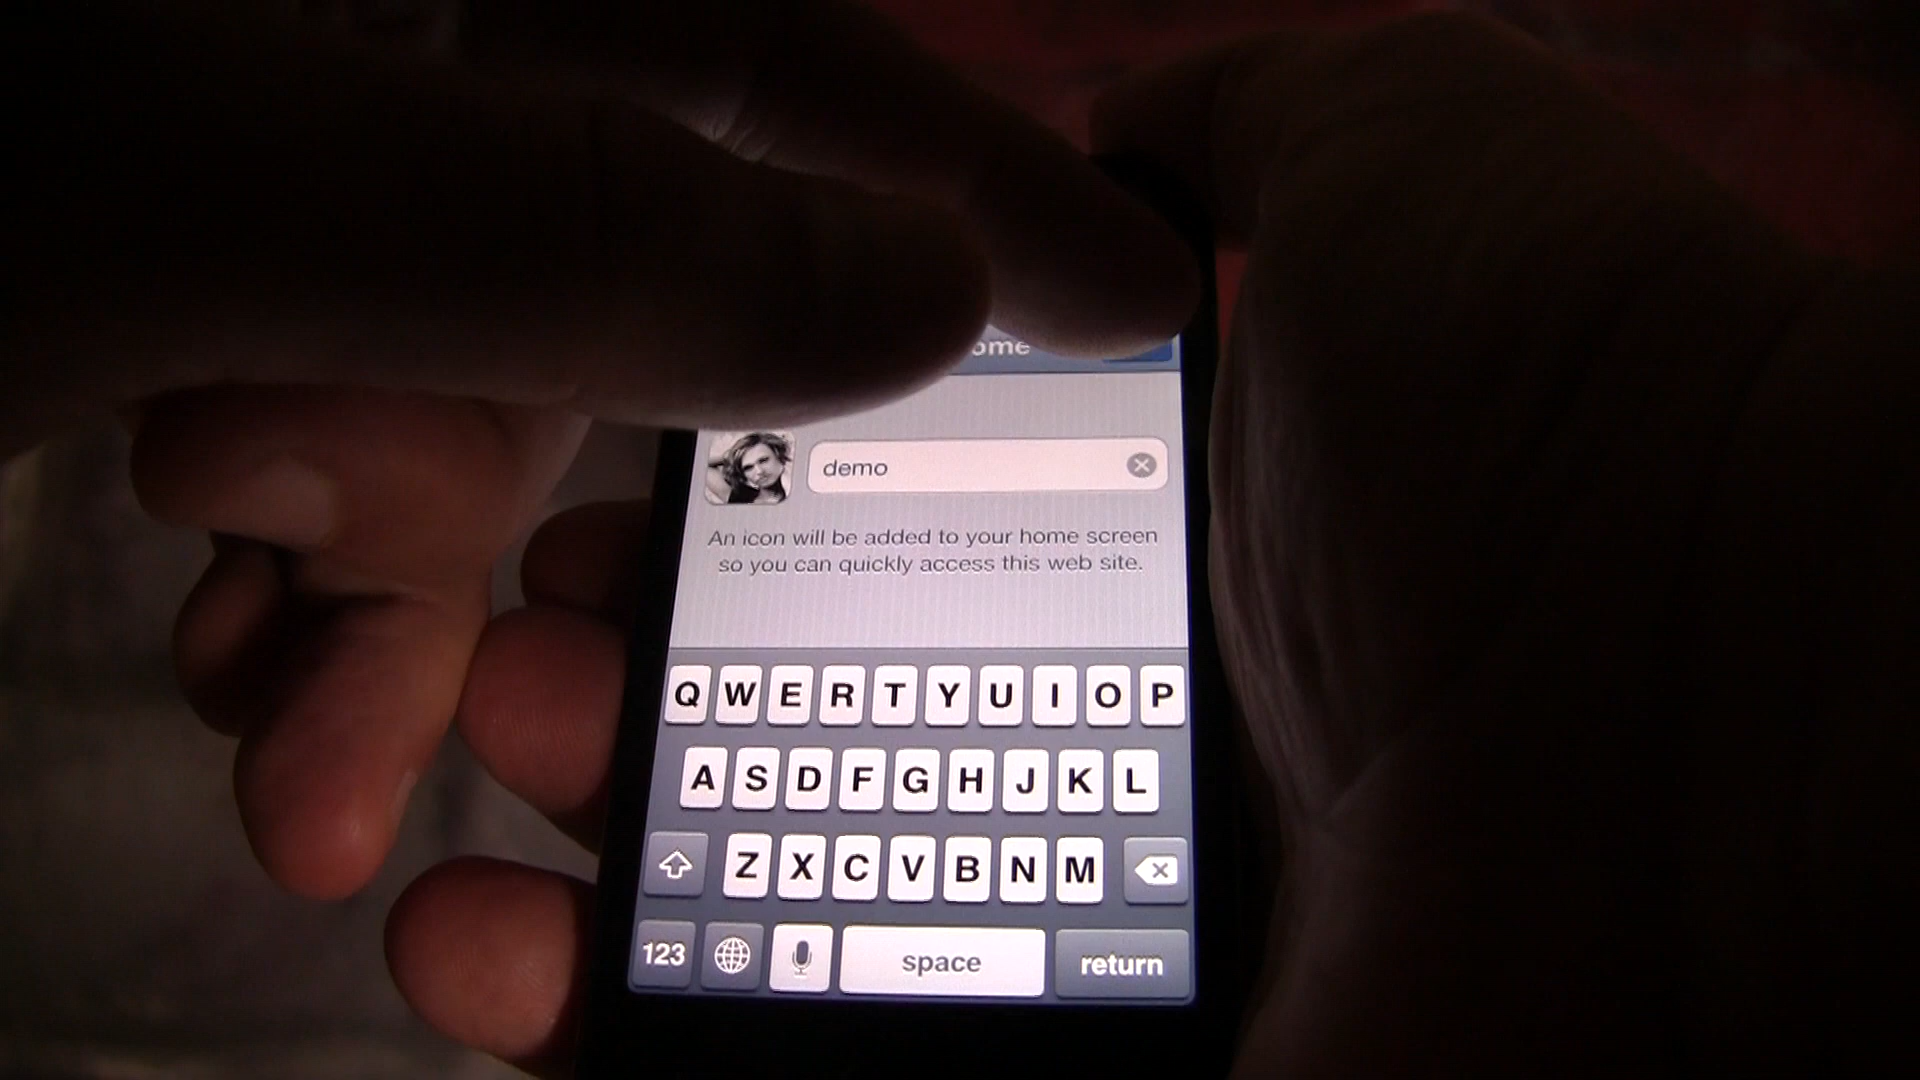 demo
An icon will be added to your home screen
so you can quickly access this web site.
Q W E R T Y U I O P
A S D F G H J K L
Z X C V B N M
123 space return